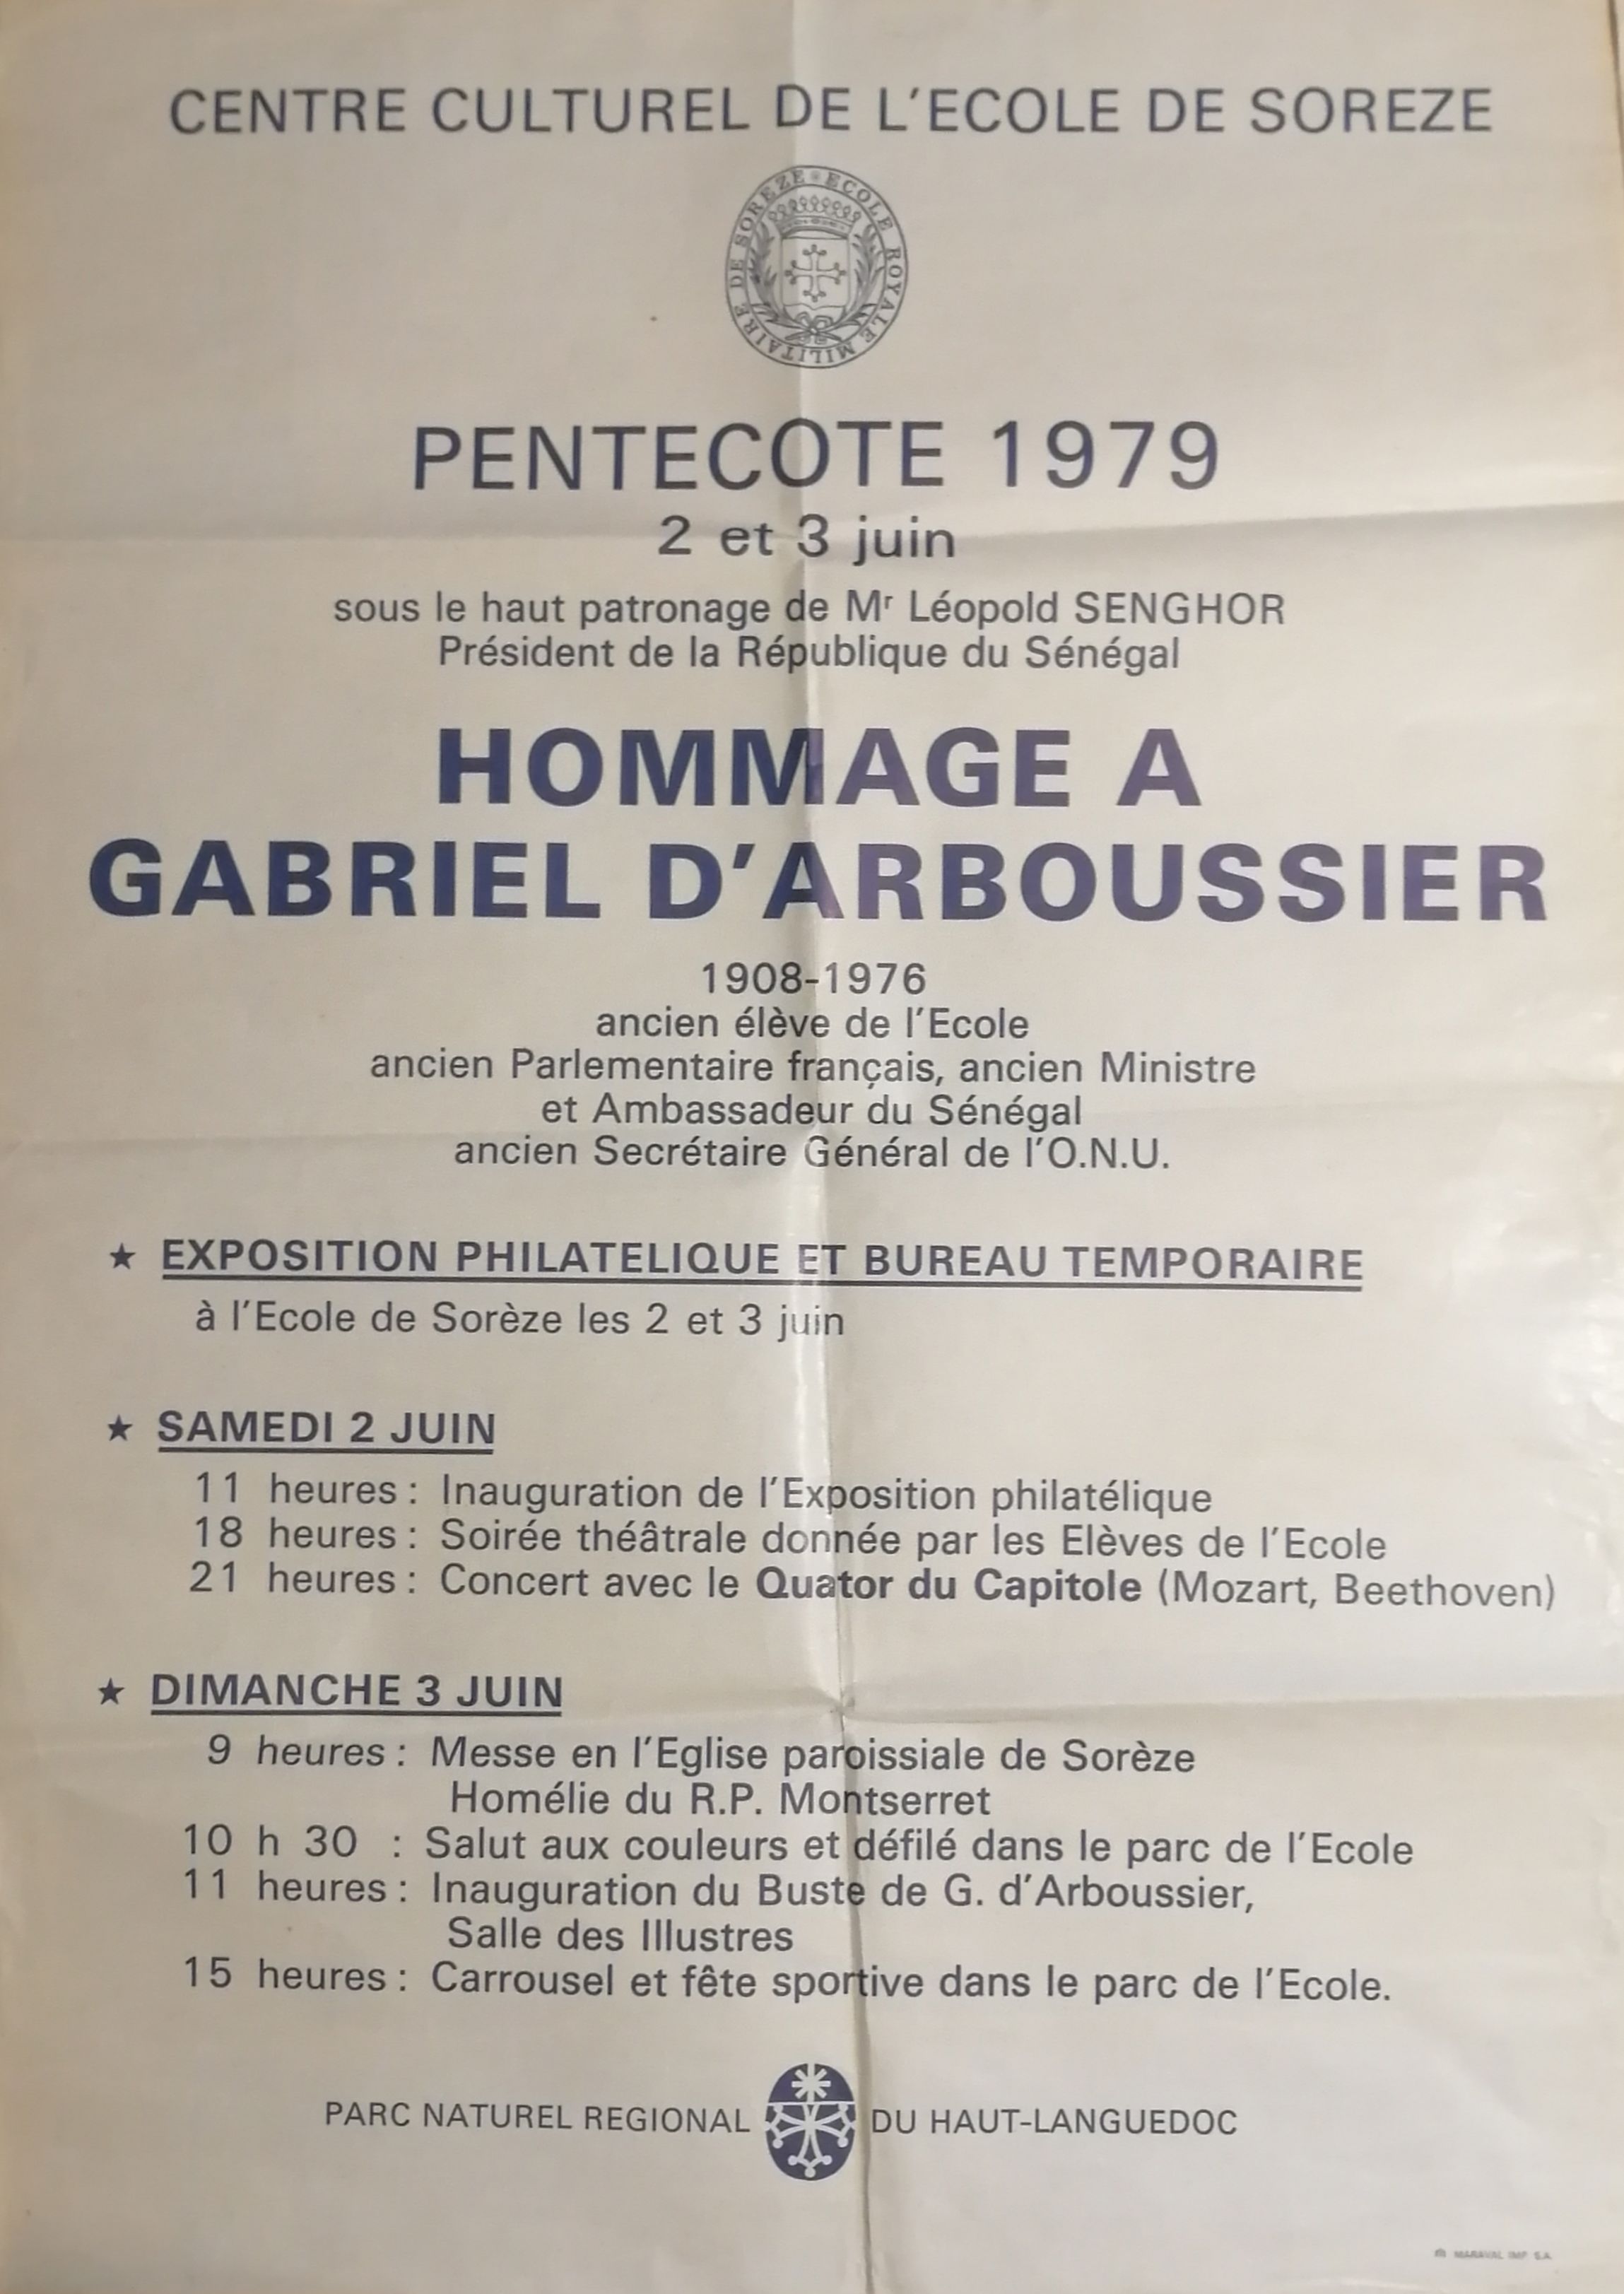 CENTRE CULTUREL DE L'ECOLE DE SOREZE
ECOLE ROYALE MILITAIRE DE SOREZE
PENTECOTE 1979
2 et 3 juin
sous le haut patronage de Mr Léopold SENGHOR
Président de la République du Sénégal
HOMMAGE A
GABRIEL D'ARBOUSSIER
1908-1976
ancien élève de l'Ecole
ancien Parlementaire français, ancien Ministre
et Ambassadeur du Sénégal
ancien Secrétaire Général de l'O.N.U.
★ EXPOSITION PHILATELIQUE ET BUREAU TEMPORAIRE
à l'Ecole de Sorèze les 2 et 3 juin
★ SAMEDI 2 JUIN
11 heures : Inauguration de l'Exposition philatélique
18 heures : Soirée théâtrale donnée par les Elèves de l'Ecole
21 heures : Concert avec le Quator du Capitole (Mozart, Beethoven)
★ DIMANCHE 3 JUIN
9 heures : Messe en l'Eglise paroissiale de Sorèze
Homélie du R.P. Montserret
10 h 30 : Salut aux couleurs et défilé dans le parc de l'Ecole
11 heures : Inauguration du Buste de G. d'Arboussier,
Salle des Illustres
15 heures : Carrousel et fête sportive dans le parc de l'Ecole.
PARC NATUREL REGIONAL DU HAUT-LANGUEDOC
MARAVAL IMP. S.A.